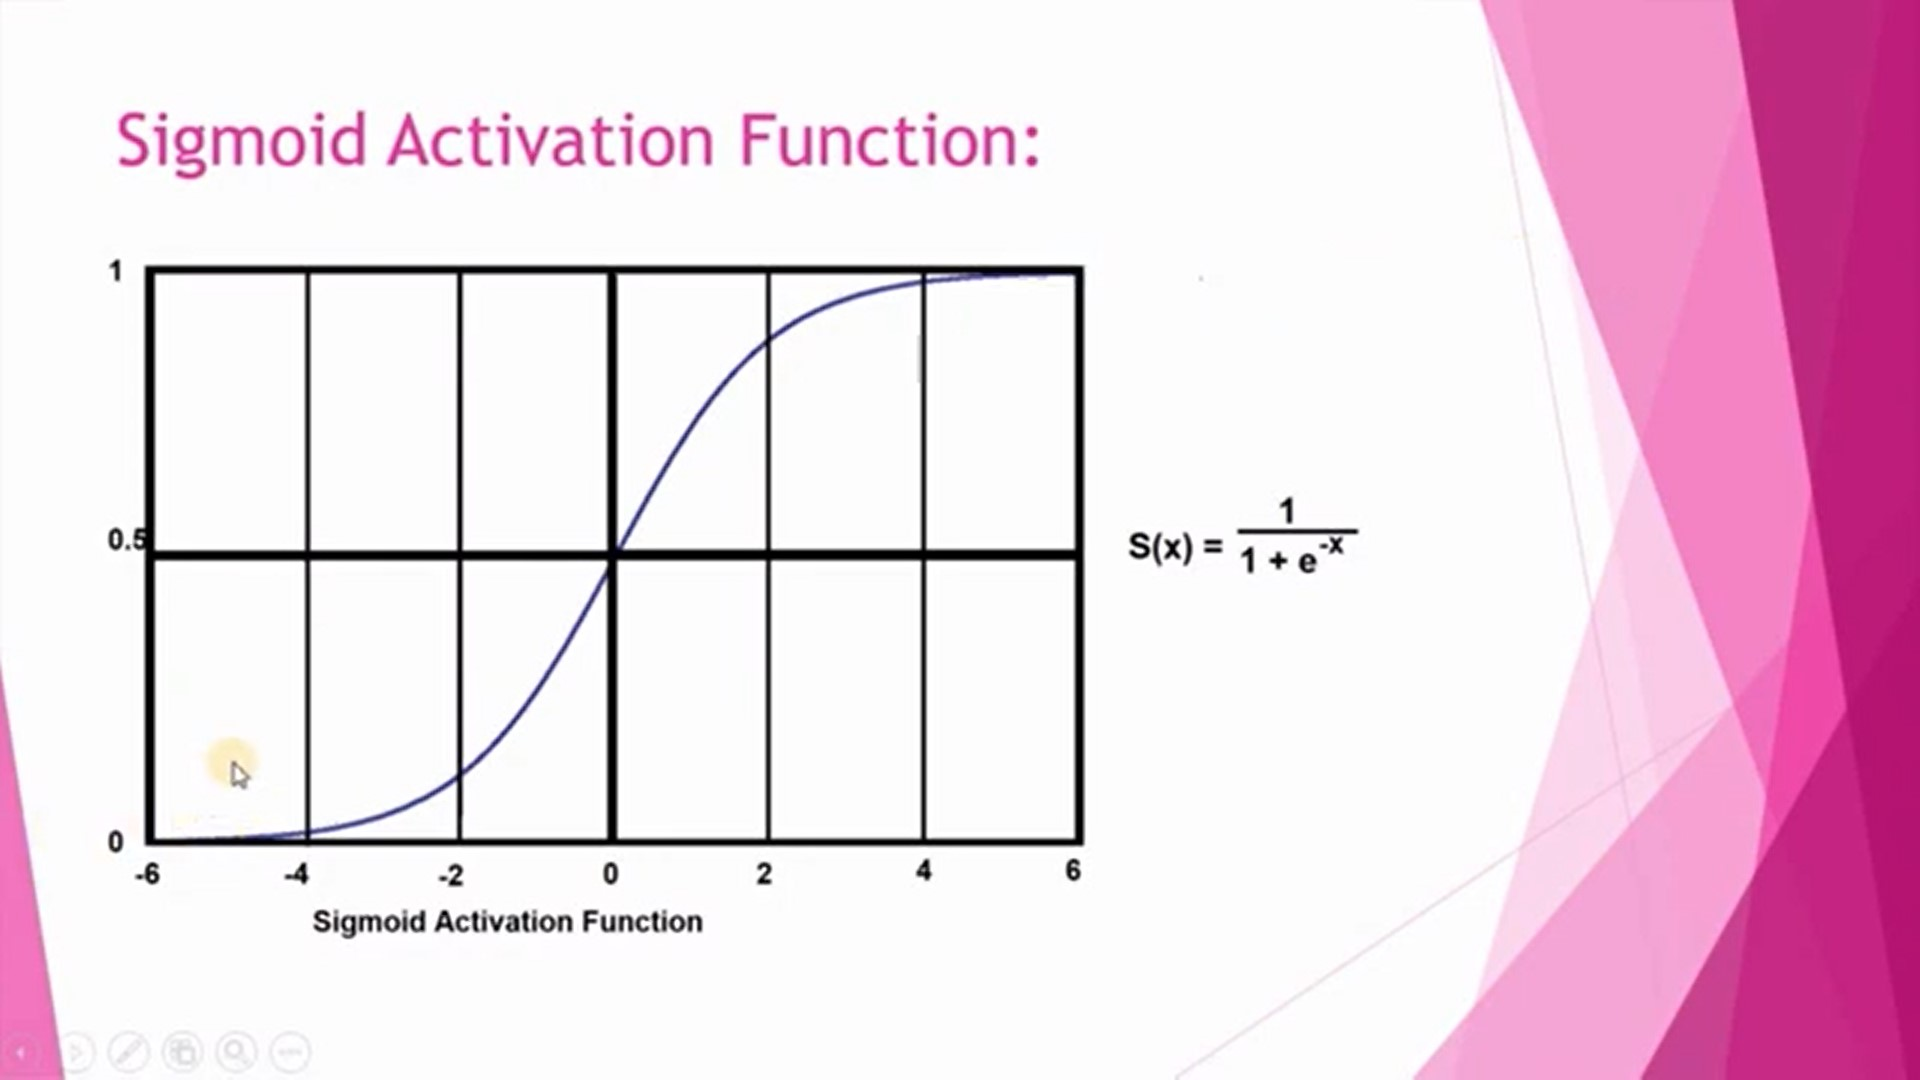 Sigmoid Activation Function:
1
0.5
0
-6 -4 -2 0 2 4 6
Sigmoid Activation Function
S(x) = 1 / 1 + e^-x